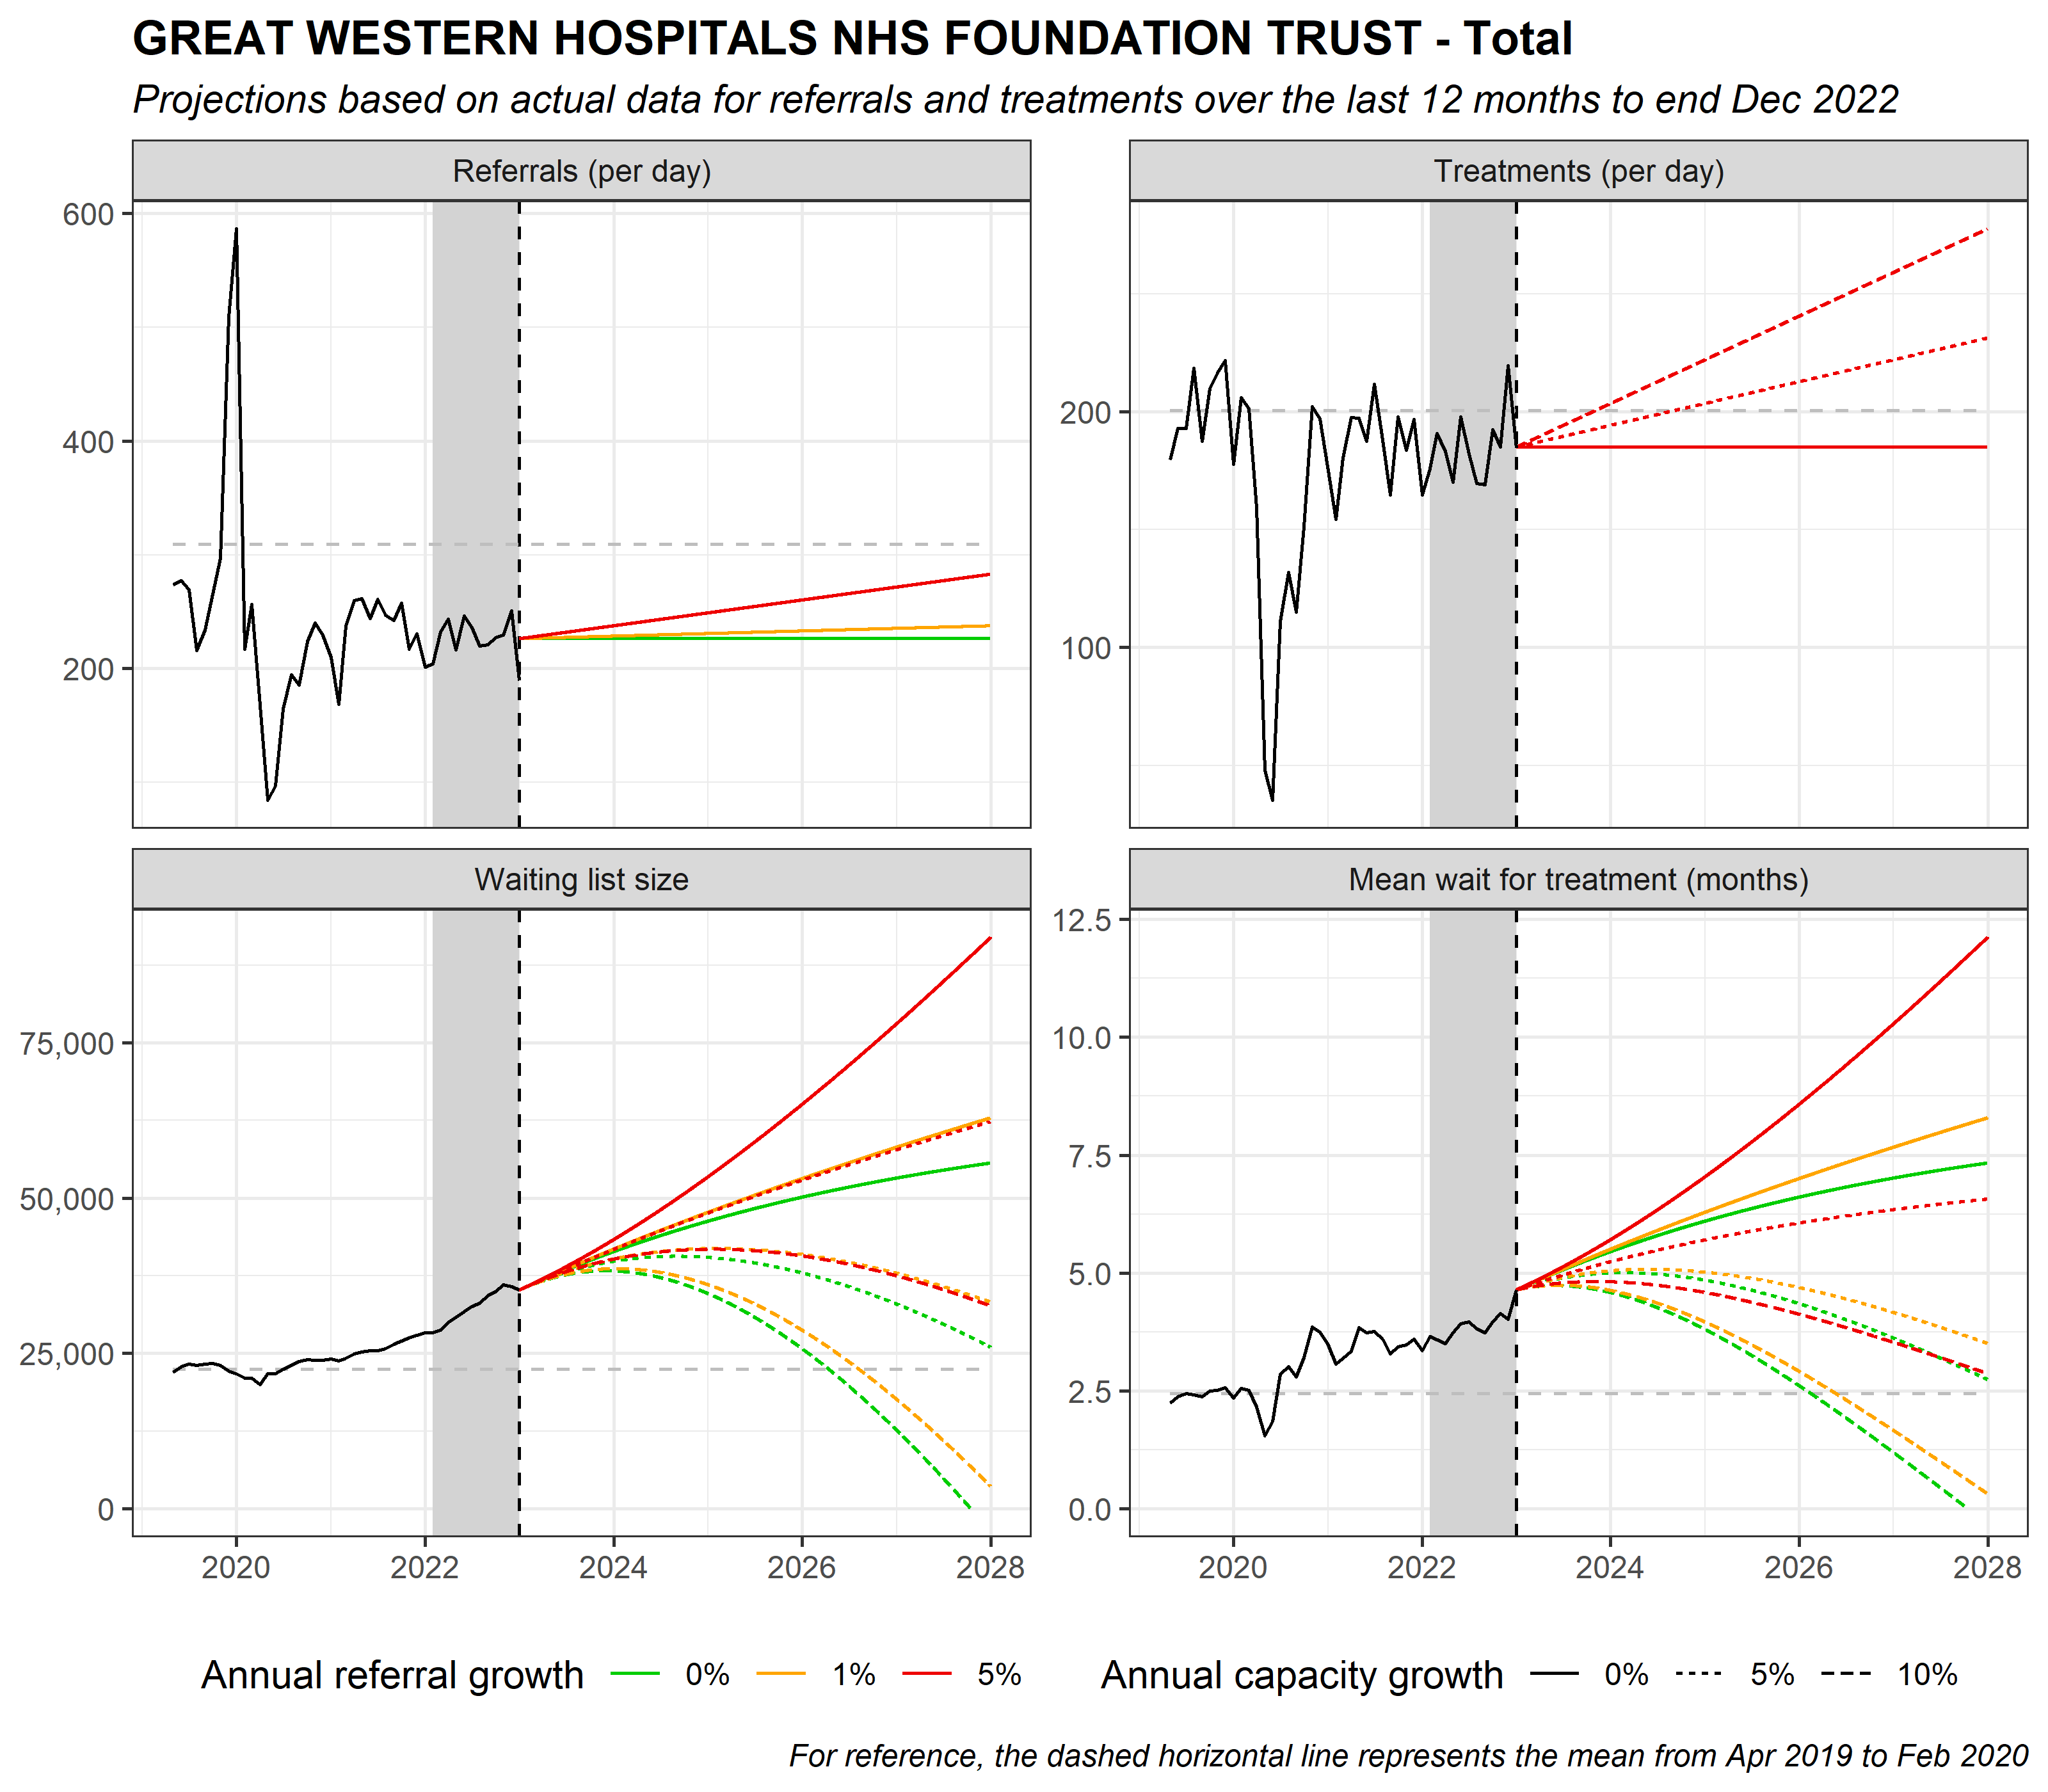 GREAT WESTERN HOSPITALS NHS FOUNDATION TRUST - Total
Projections based on actual data for referrals and treatments over the last 12 months to end Dec 2022
Referrals (per day)
600
400
200
Treatments (per day)
200
100
Waiting list size
75,000
50,000
25,000
0
2020 2022 2024 2026 2028
Mean wait for treatment (months)
12.5
10.0
7.5
5.0
2.5
0.0
2020 2022 2024 2026 2028
Annual referral growth 0% 1% 5%
Annual capacity growth 0% 5% 10%
For reference, the dashed horizontal line represents the mean from Apr 2019 to Feb 2020